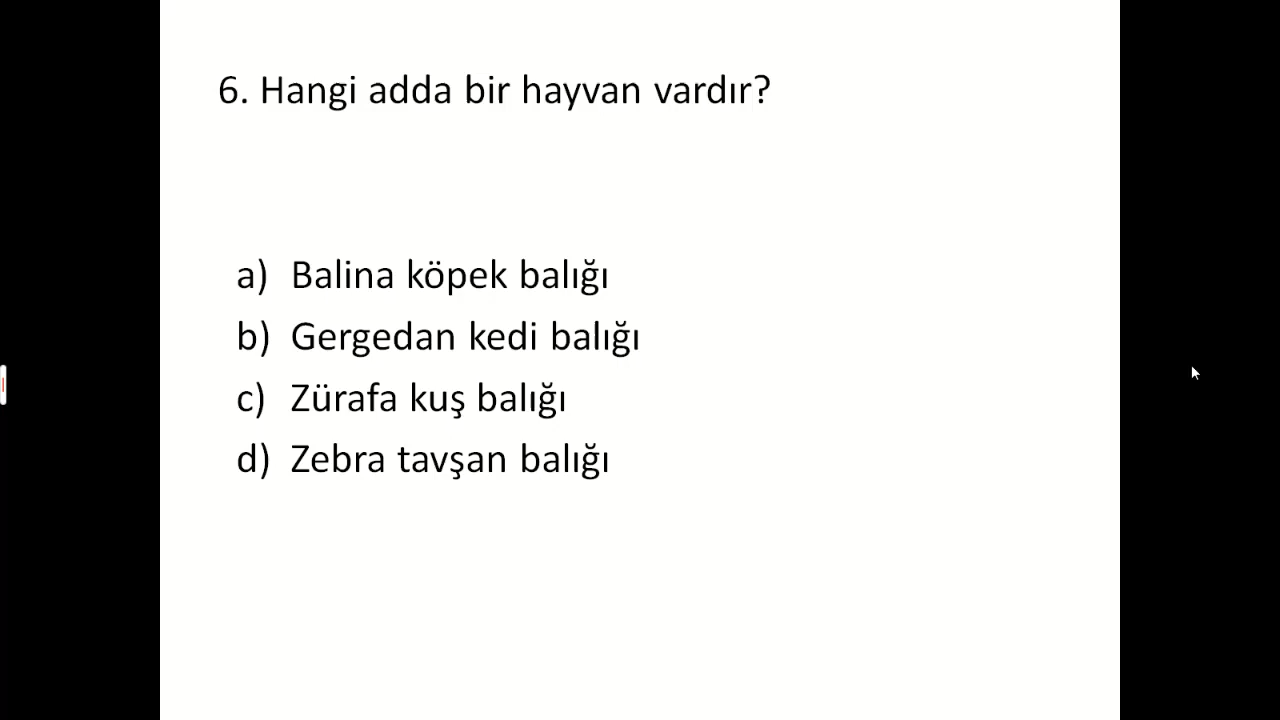 6. Hangi adda bir hayvan vardır?
a) Balina köpek balığı
b) Gergedan kedi balığı
c) Zürafa kuş balığı
d) Zebra tavşan balığı